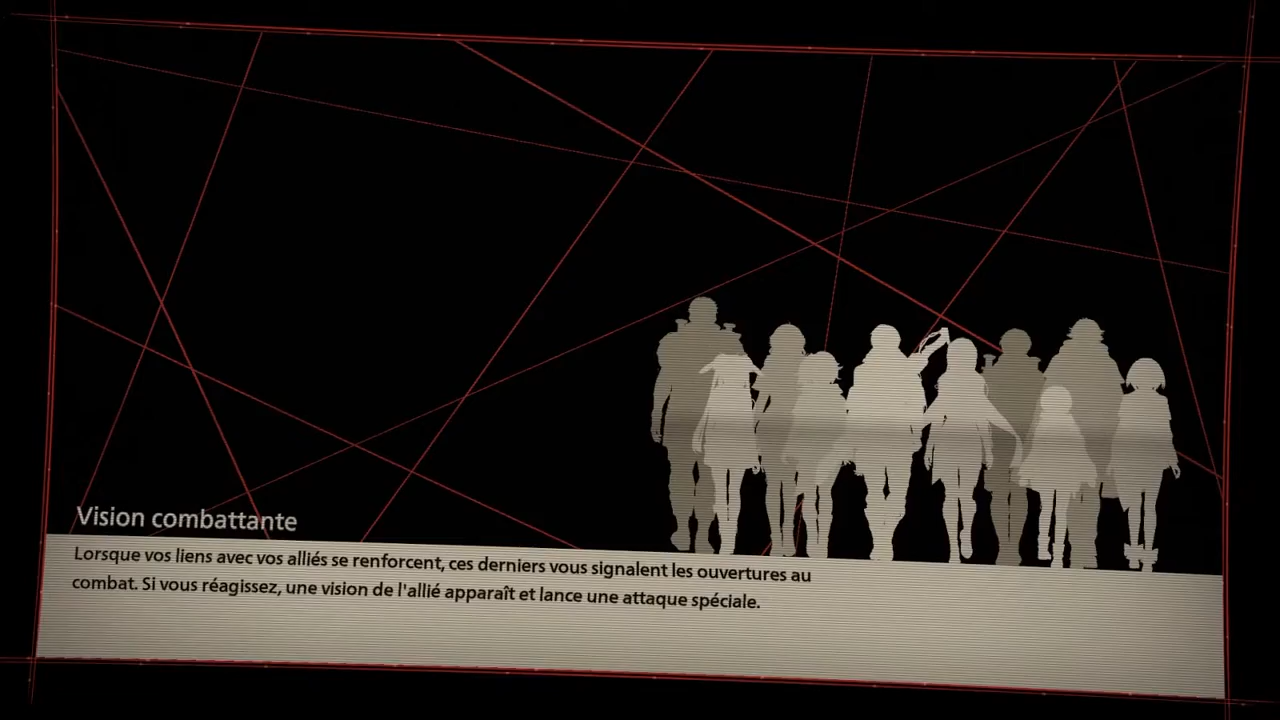 Vision combattante
Lorsque vos liens avec vos alliés se renforcent, ces derniers vous signalent les ouvertures au
combat. Si vous réagissez, une vision de l'allié apparaît et lance une attaque spéciale.